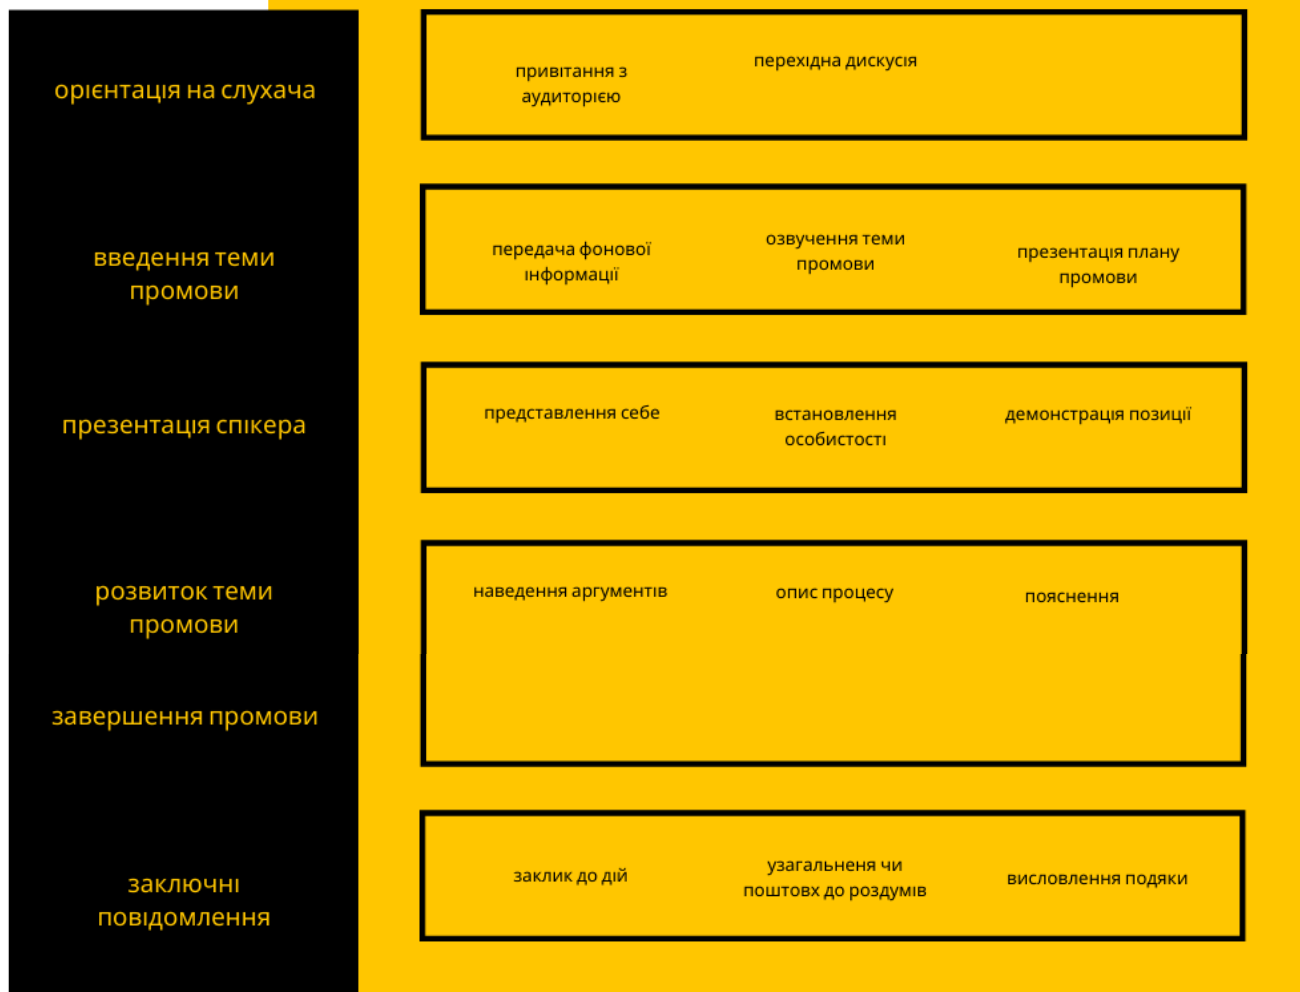 орієнтація на слухача
привітання з
аудиторією
перехідна дискусія
введення теми
промови
передача фонової
інформації
озвучення теми
промови
презентація плану
промови
презентація спікера
представлення себе
встановлення
особистості
демонстрація позиції
розвиток теми
промови
наведення аргументів
опис процесу
пояснення
завершення промови
заключні
повідомлення
заклик до дій
узагальненя чи
поштовх до роздумів
висловлення подяки